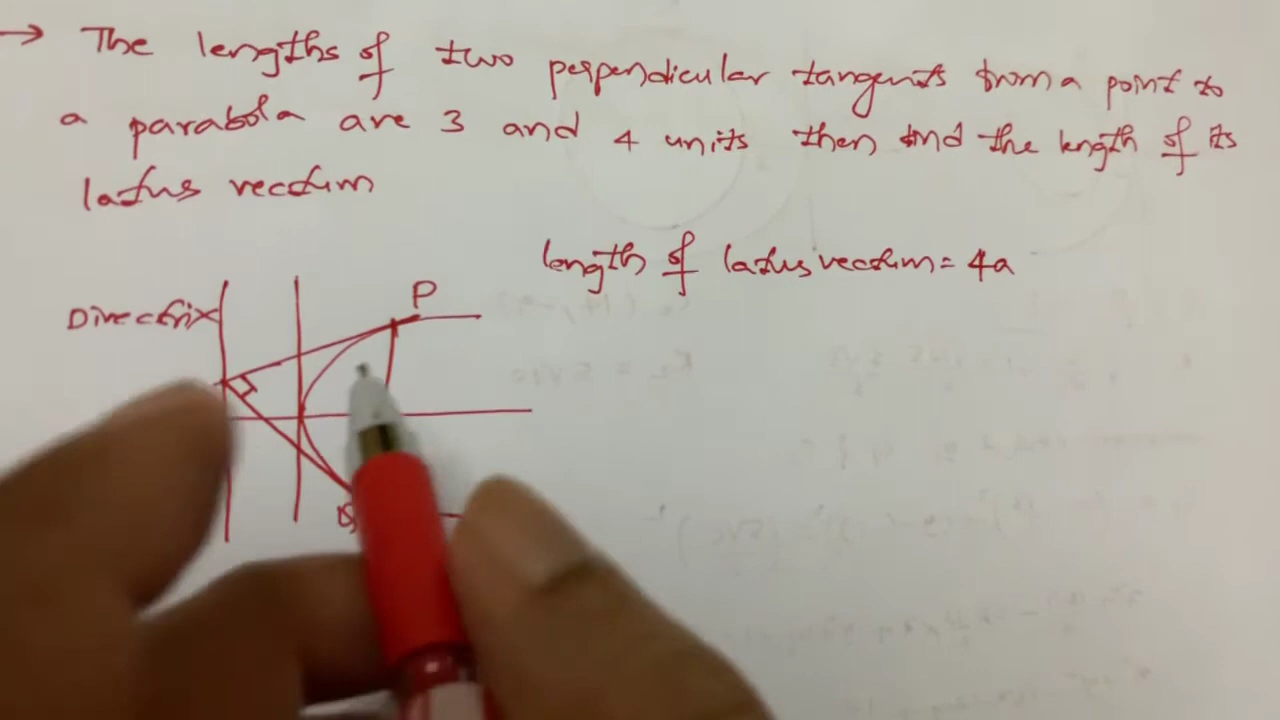 → The lengths of two perpendicular tangents from a point to
a parabola are 3 and 4 units then find the length of its
latus rectum
length of latus rectum = 4a
Directrix
P